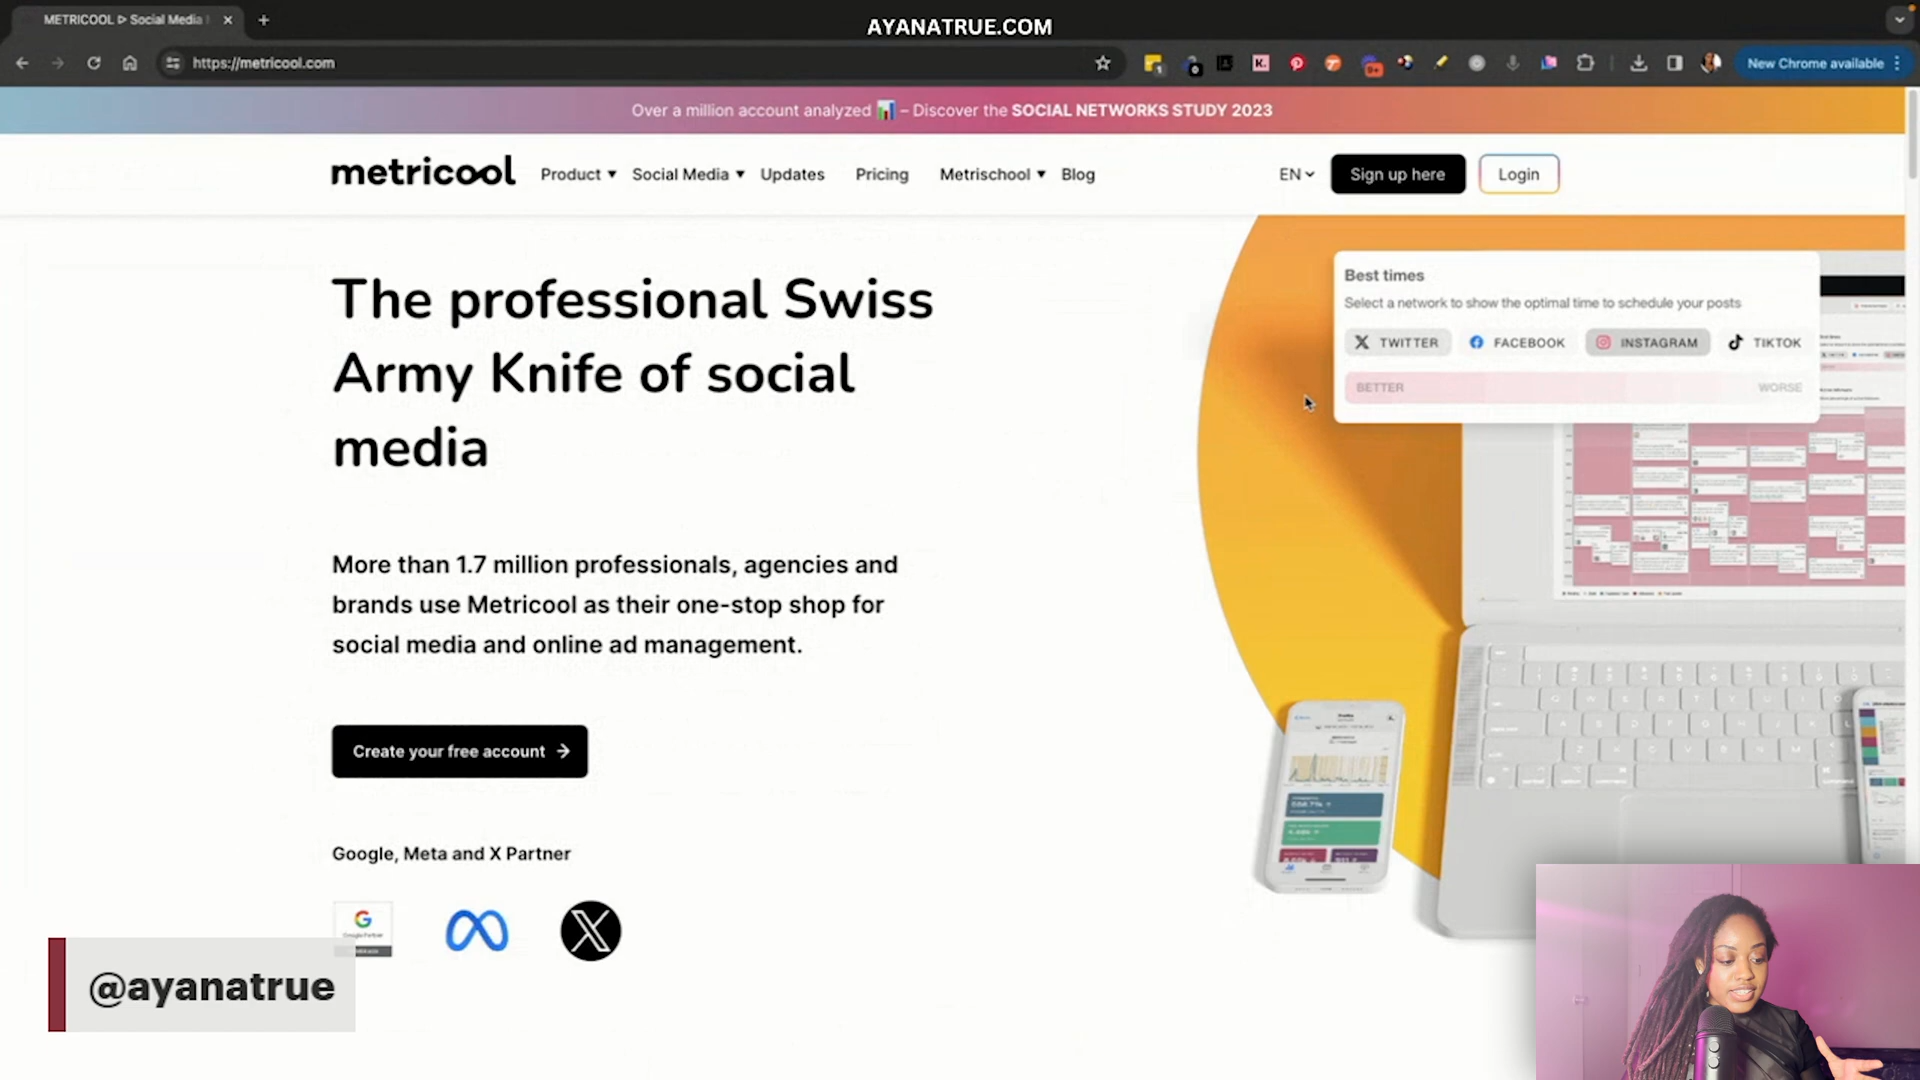 METRICOOL ▷ Social Media
AYANATRUE.COM
https://metricool.com
New Chrome available
Over a million account analyzed 📊 – Discover the SOCIAL NETWORKS STUDY 2023
metricool
Product ▼ Social Media ▼ Updates Pricing Metrischool ▼ Blog
EN
Sign up here
Login
The professional Swiss
Army Knife of social
media
Best times
Select a network to show the optimal time to schedule your posts
TWITTER FACEBOOK INSTAGRAM TIKTOK
BETTER WORSE
More than 1.7 million professionals, agencies and
brands use Metricool as their one-stop shop for
social media and online ad management.
Create your free account →
Google, Meta and X Partner
Google Partner
@ayanatrue